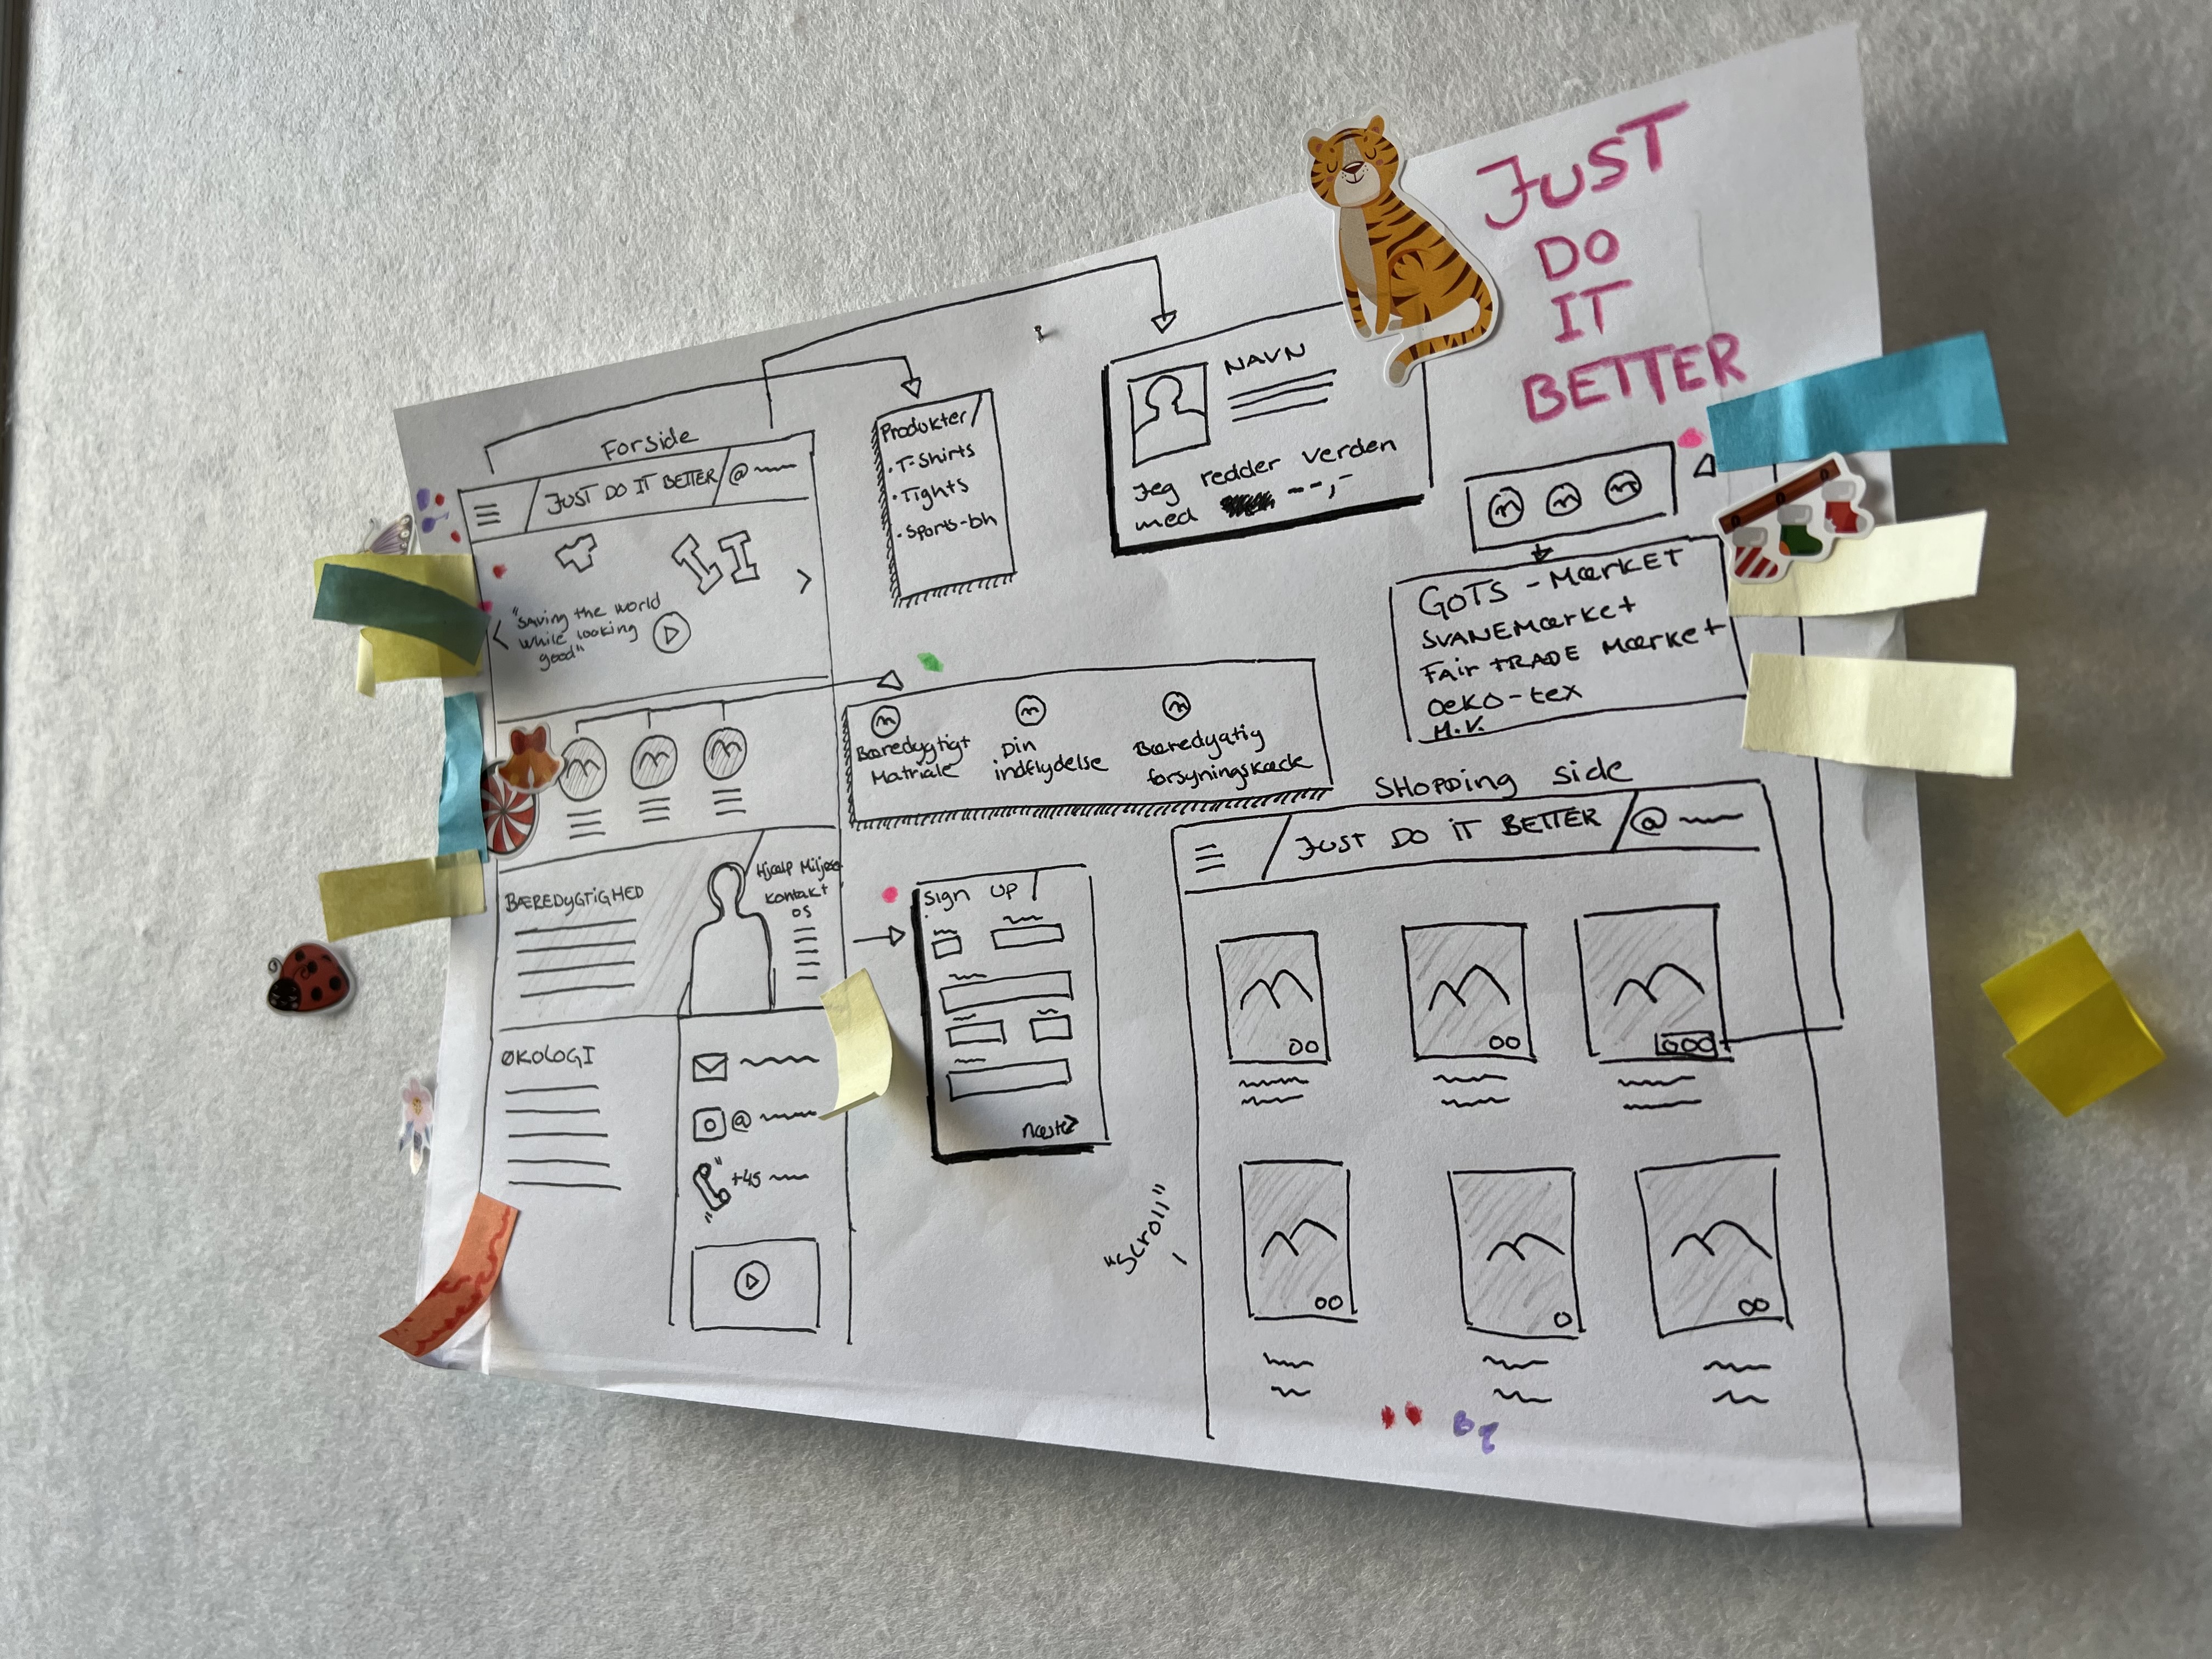 JUST
DO
IT
BETTER
Forside
JUST DO IT BETTER
@
"saving the world
while looking
good"
Produkter
• T-Shirts
• Tights
• Sports-bh
NAVN
Jeg redder verden
med --,-
GOTS - Mærket
SVANEMærket
Fair tRADE Mærket
Oeko-tex
M.V.
Bæredygtigt
Matriale
Din
indflydelse
Bæredygtig
forsyningskæde
BÆREDYGTIGHED
Hjælp Miljøet
kontakt
os
ØKOLOGI
@
+45
Sign up
Næste
Shopping side
JUST DO IT BETTER
@
"scroll"